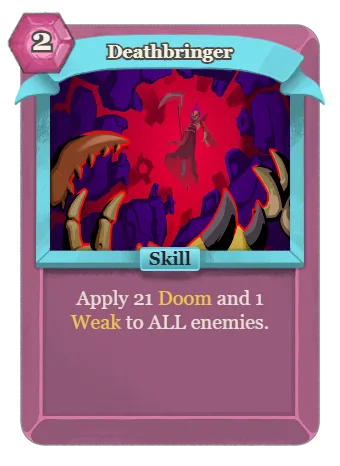 2
Deathbringer
Skill
Apply 21 Doom and 1
Weak to ALL enemies.